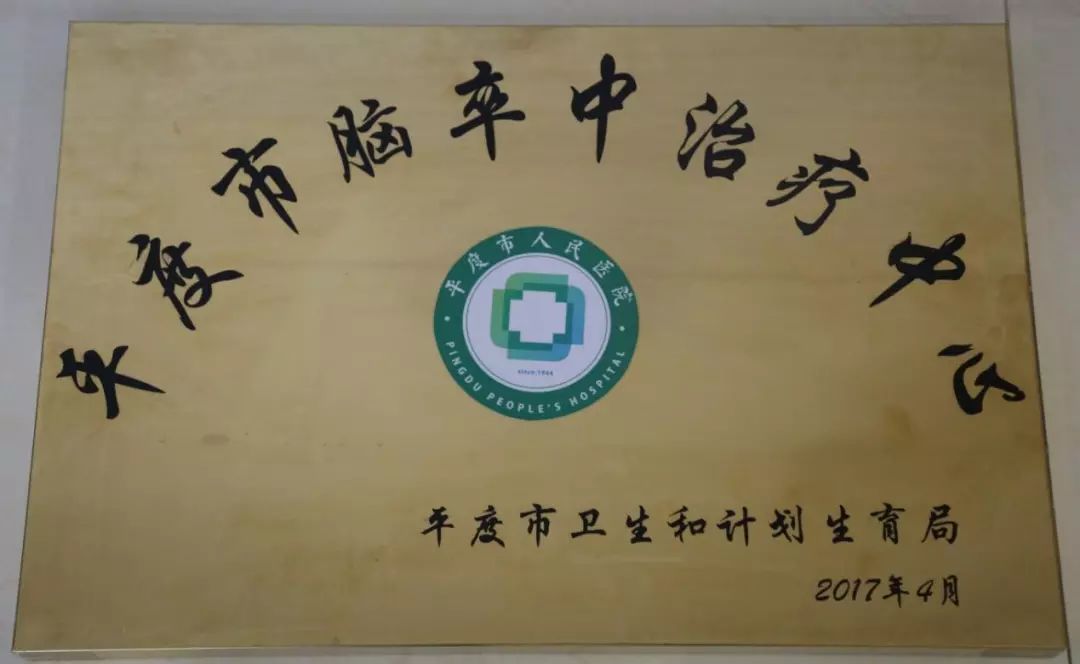 平度市脑卒中治疗中心
平度市人民医院
since 1944
PINGDU PEOPLE'S HOSPITAL
平度市卫生和计划生育局
2017年4月